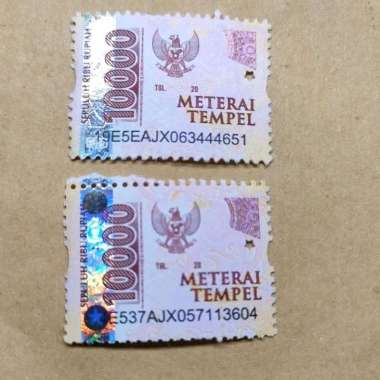 SEPULUH RIBU RUPIAH
10000
TGL. 20
METERAI
TEMPEL
19E5EAJX063444651
SEPULUH RIBU RUPIAH
10000
TGL. 20
METERAI
TEMPEL
E537AJX057113604